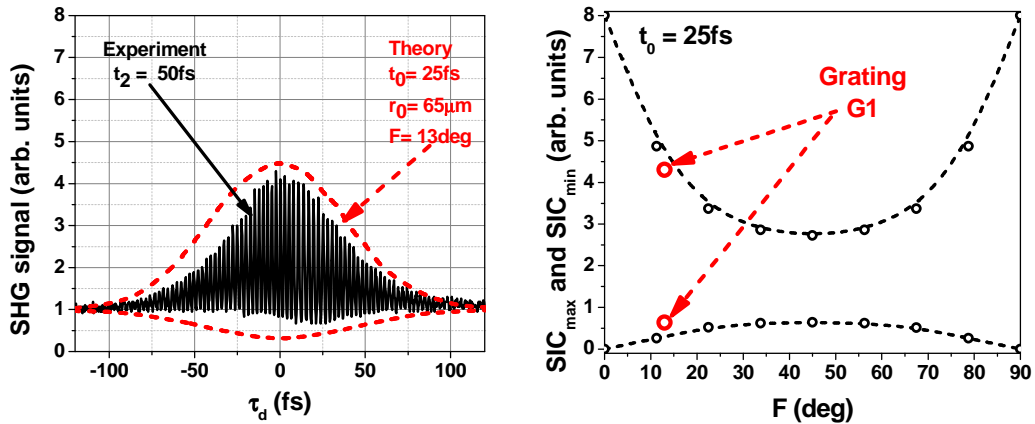 8
7
6
5
4
3
2
1
0
SHG signal (arb. units)
Experiment
t2 = 50fs
Theory
t0= 25fs
r0= 65μm
F= 13deg
-100 -50 0 50 100
τd (fs)
8
7
6
5
4
3
2
1
0
SICmax and SICmin (arb. units)
t0 = 25fs
Grating
G1
0 10 20 30 40 50 60 70 80 90
F (deg)